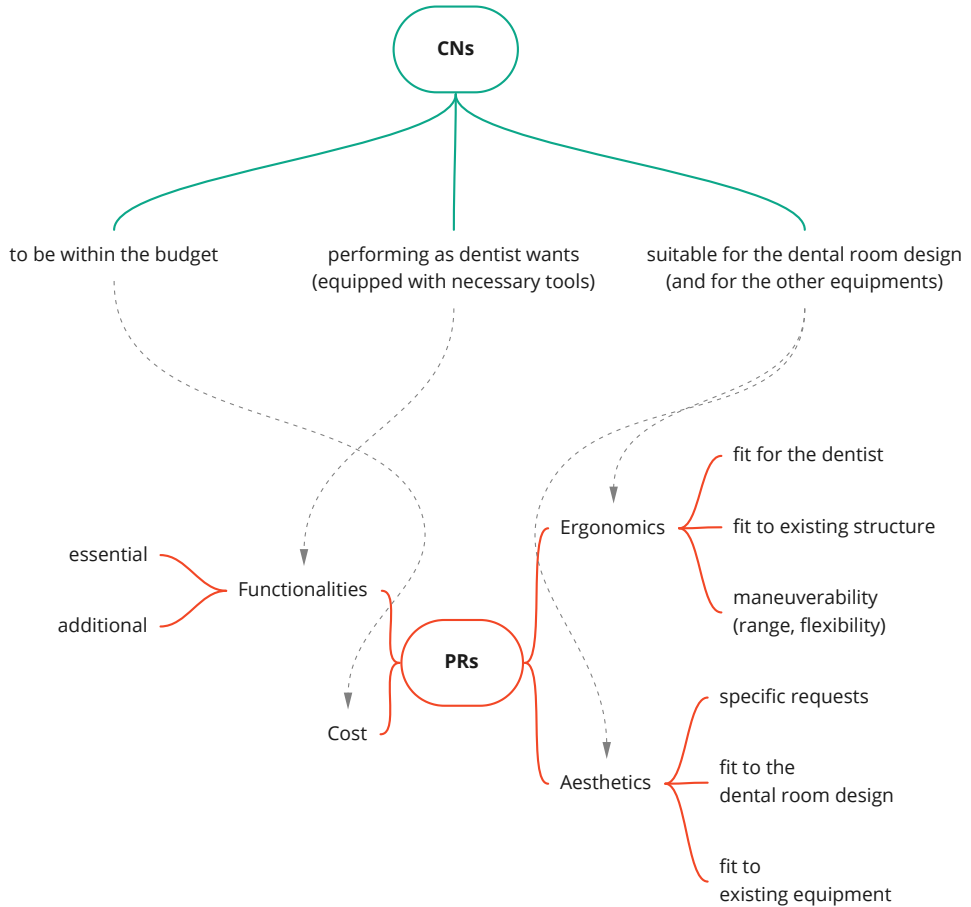 CNs
to be within the budget
performing as dentist wants
(equipped with necessary tools)
suitable for the dental room design
(and for the other equipments)
essential
additional
Functionalities
Cost
PRs
Ergonomics
fit for the dentist
fit to existing structure
maneuverability
(range, flexibility)
Aesthetics
specific requests
fit to the
dental room design
fit to
existing equipment